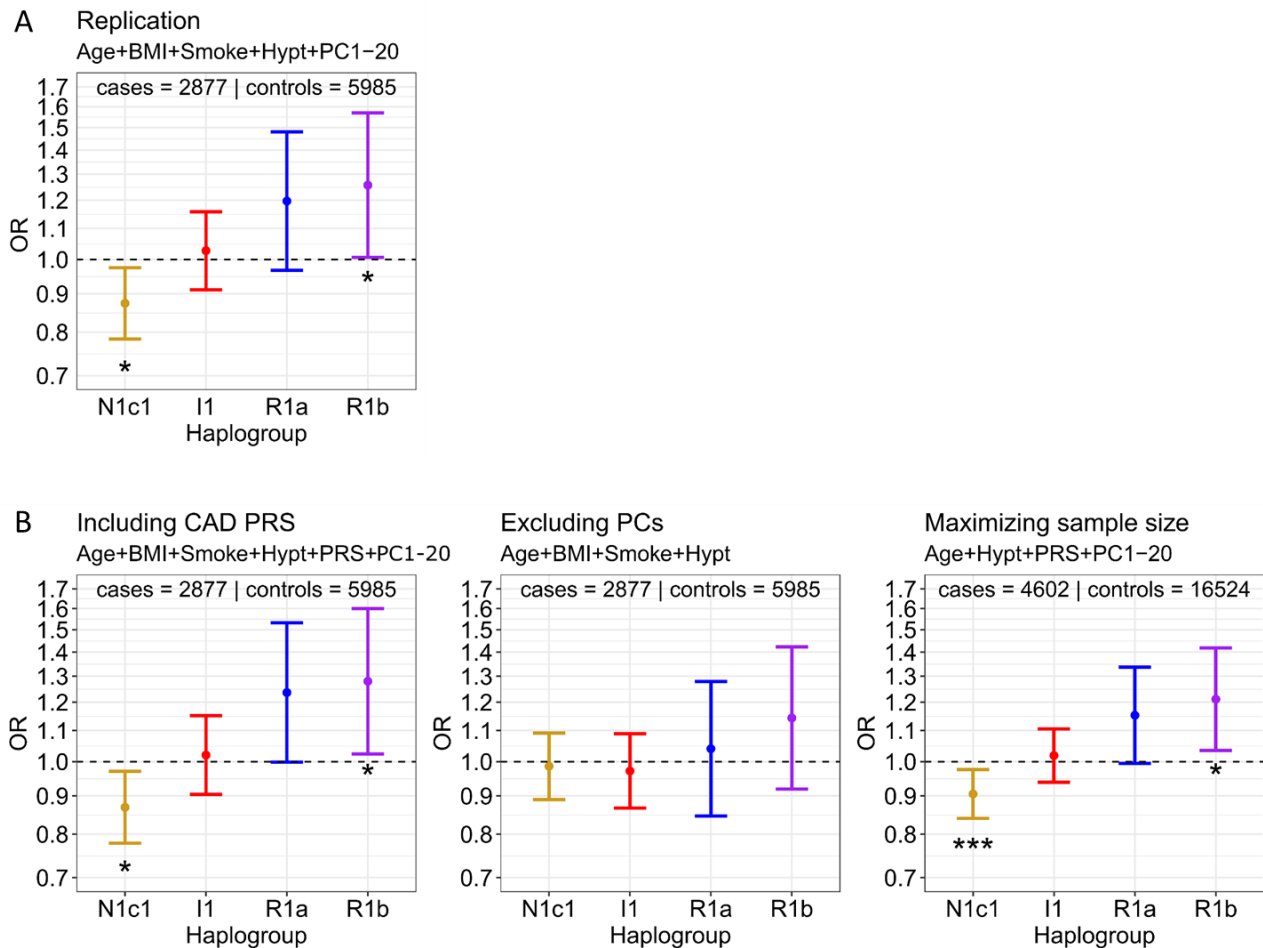 A
Replication
Age+BMI+Smoke+Hypt+PC1−20
cases = 2877 | controls = 5985
1.7
1.6
1.5
1.4
1.3
1.2
1.1
1.0
0.9
0.8
0.7
OR
*
*
N1c1 I1 R1a R1b
Haplogroup
B
Including CAD PRS
Age+BMI+Smoke+Hypt+PRS+PC1-20
cases = 2877 | controls = 5985
1.7
1.6
1.5
1.4
1.3
1.2
1.1
1.0
0.9
0.8
0.7
OR
*
*
N1c1 I1 R1a R1b
Haplogroup
Excluding PCs
Age+BMI+Smoke+Hypt
cases = 2877 | controls = 5985
1.7
1.6
1.5
1.4
1.3
1.2
1.1
1.0
0.9
0.8
0.7
OR
N1c1 I1 R1a R1b
Haplogroup
Maximizing sample size
Age+Hypt+PRS+PC1−20
cases = 4602 | controls = 16524
1.7
1.6
1.5
1.4
1.3
1.2
1.1
1.0
0.9
0.8
0.7
OR
*
***
N1c1 I1 R1a R1b
Haplogroup